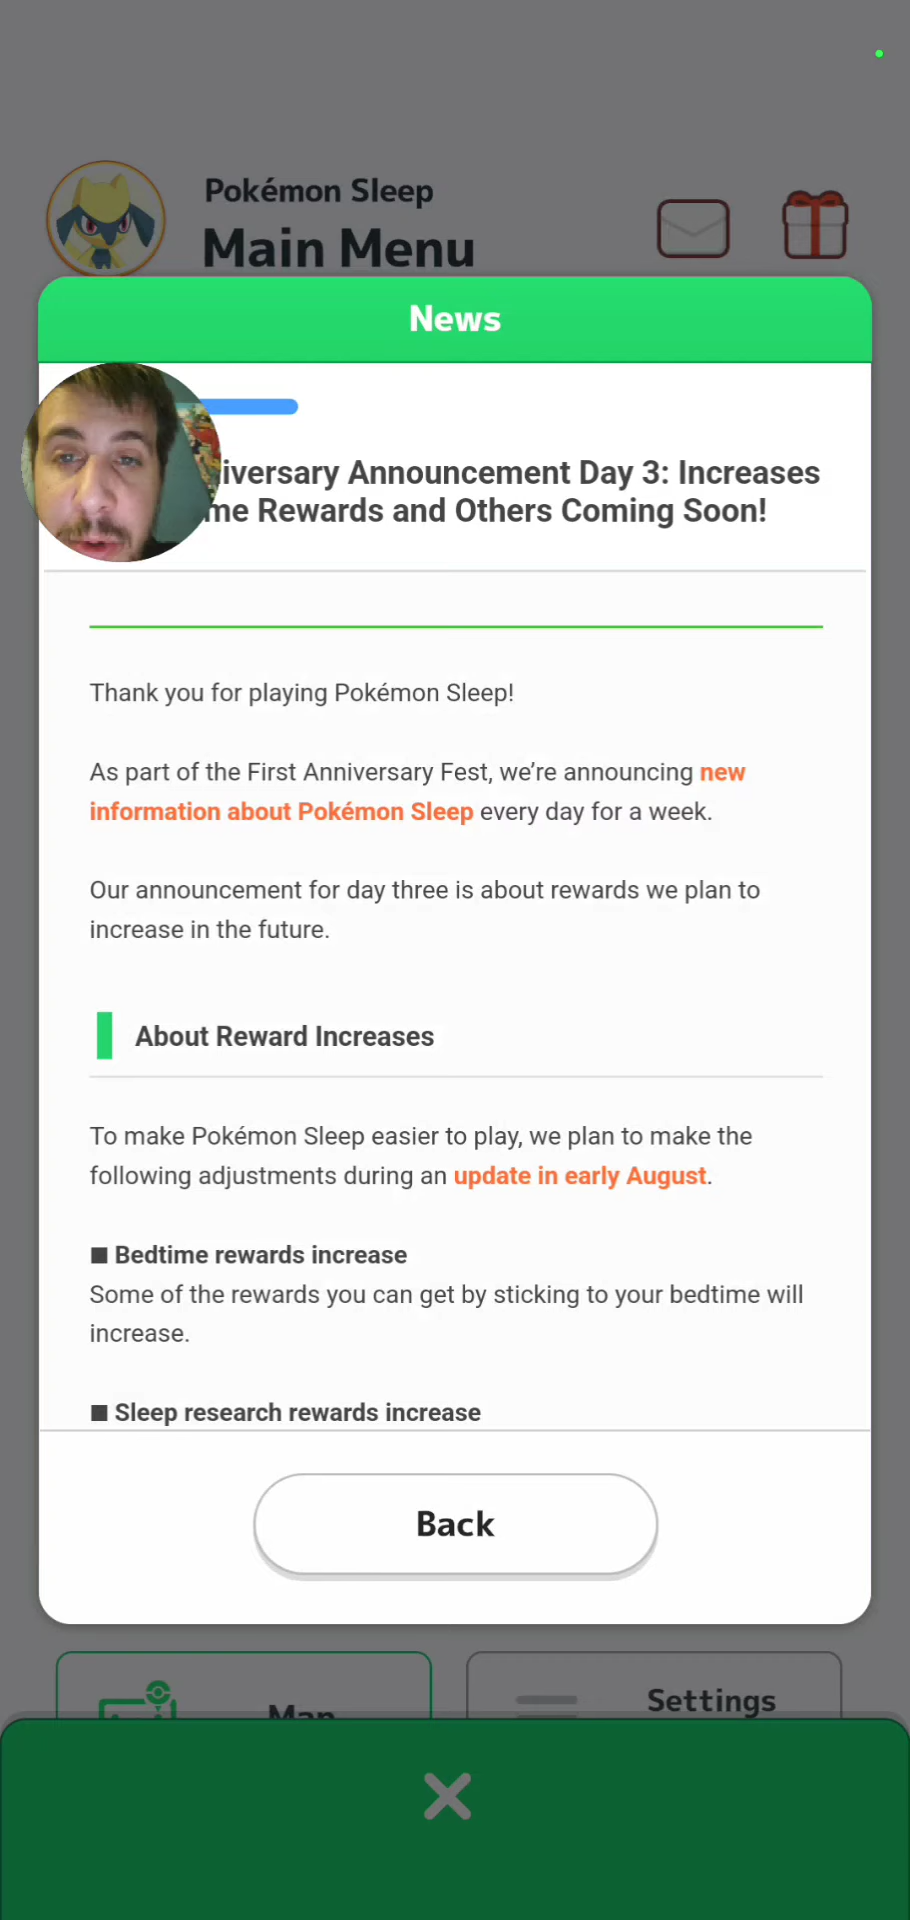 Pokémon Sleep
Main Menu
News
iversary Announcement Day 3: Increases
me Rewards and Others Coming Soon!
Thank you for playing Pokémon Sleep!
As part of the First Anniversary Fest, we’re announcing new
information about Pokémon Sleep every day for a week.
Our announcement for day three is about rewards we plan to
increase in the future.
About Reward Increases
To make Pokémon Sleep easier to play, we plan to make the
following adjustments during an update in early August.
■ Bedtime rewards increase
Some of the rewards you can get by sticking to your bedtime will
increase.
■ Sleep research rewards increase
Back
Map
Settings